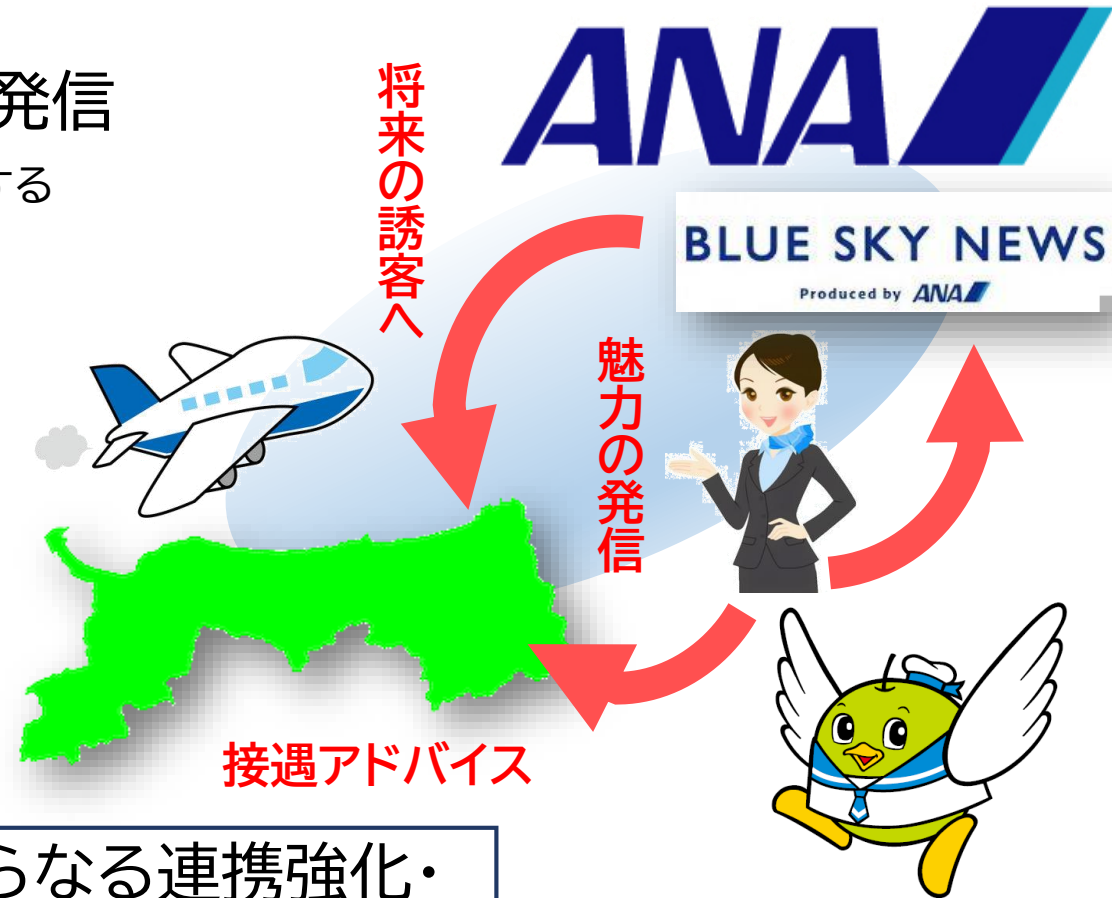 発信
する
将来の誘客へ
ANA
BLUE SKY NEWS
Produced by ANA
魅力の発信
接遇アドバイス
らなる連携強化・